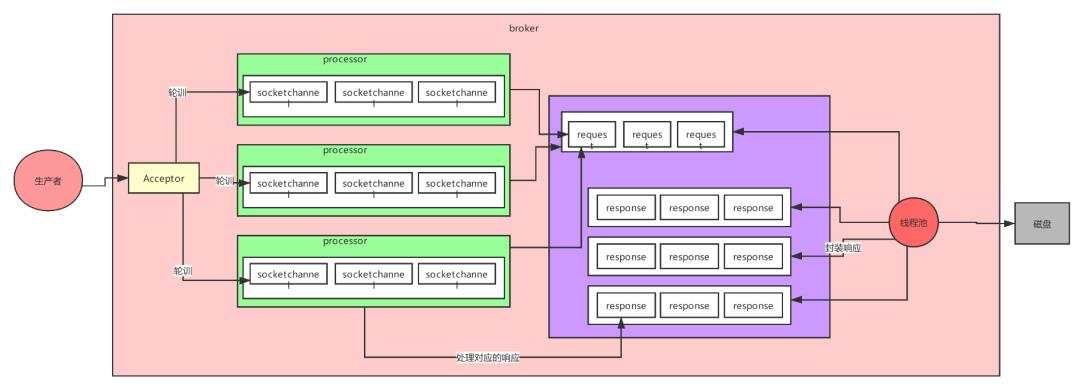 broker
processor
socketchanne
l
socketchanne
l
socketchanne
l
轮训
生产者
Acceptor
轮训
processor
socketchanne
l
socketchanne
l
socketchanne
l
轮训
processor
socketchanne
l
socketchanne
l
socketchanne
l
reques
t
reques
t
reques
t
response
response
response
response
response
response
response
response
response
线程池
封装响应
磁盘
处理对应的响应